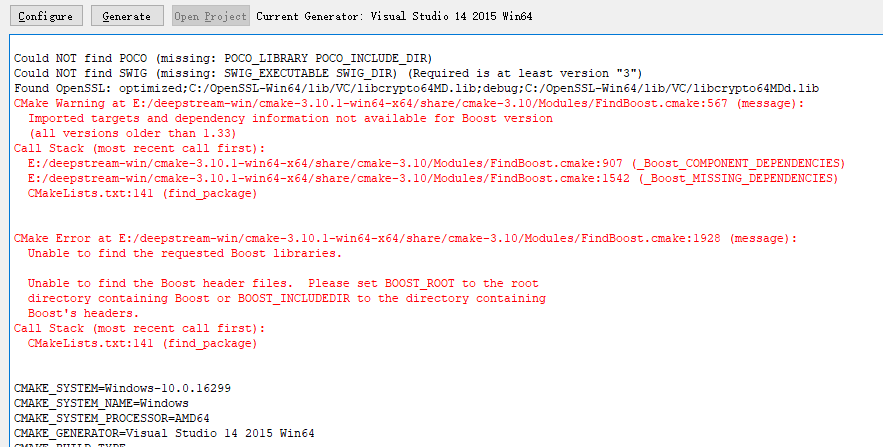 Configure Generate Open Project Current Generator: Visual Studio 14 2015 Win64
Could NOT find POCO (missing: POCO_LIBRARY POCO_INCLUDE_DIR)
Could NOT find SWIG (missing: SWIG_EXECUTABLE SWIG_DIR) (Required is at least version "3")
Found OpenSSL: optimized;C:/OpenSSL-Win64/lib/VC/libcrypto64MD.lib;debug;C:/OpenSSL-Win64/lib/VC/libcrypto64MDd.lib
CMake Warning at E:/deepstream-win/cmake-3.10.1-win64-x64/share/cmake-3.10/Modules/FindBoost.cmake:567 (message):
Imported targets and dependency information not available for Boost version
(all versions older than 1.33)
Call Stack (most recent call first):
E:/deepstream-win/cmake-3.10.1-win64-x64/share/cmake-3.10/Modules/FindBoost.cmake:907 (_Boost_COMPONENT_DEPENDENCIES)
E:/deepstream-win/cmake-3.10.1-win64-x64/share/cmake-3.10/Modules/FindBoost.cmake:1542 (_Boost_MISSING_DEPENDENCIES)
CMakeLists.txt:141 (find_package)
CMake Error at E:/deepstream-win/cmake-3.10.1-win64-x64/share/cmake-3.10/Modules/FindBoost.cmake:1928 (message):
Unable to find the requested Boost libraries.
Unable to find the Boost header files.  Please set BOOST_ROOT to the root
directory containing Boost or BOOST_INCLUDEDIR to the directory containing
Boost's headers.
Call Stack (most recent call first):
CMakeLists.txt:141 (find_package)
CMAKE_SYSTEM=Windows-10.0.16299
CMAKE_SYSTEM_NAME=Windows
CMAKE_SYSTEM_PROCESSOR=AMD64
CMAKE_GENERATOR=Visual Studio 14 2015 Win64